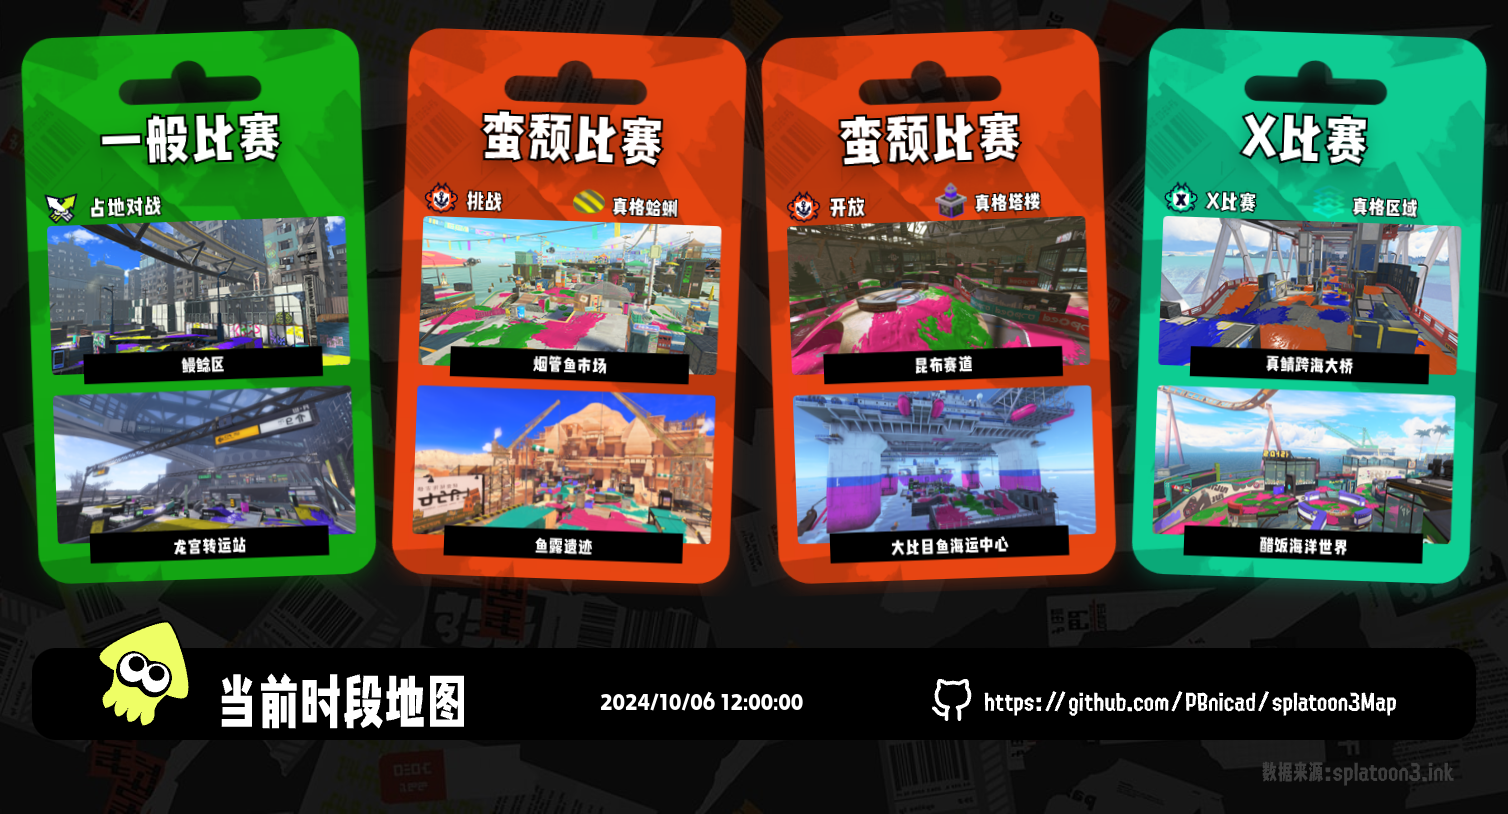 一般比赛
占地对战
鳗鲶区
龙宫转运站
蛮颓比赛
挑战
真格蛤蜊
烟管鱼市场
鱼露遗迹
蛮颓比赛
开放
真格塔楼
昆布赛道
大比目鱼海运中心
X比赛
X比赛
真格区域
真鲭跨海大桥
醋饭海洋世界
当前时段地图
2024/10/06 12:00:00
https://github.com/PBnicad/splatoon3Map
数据来源:splatoon3.ink